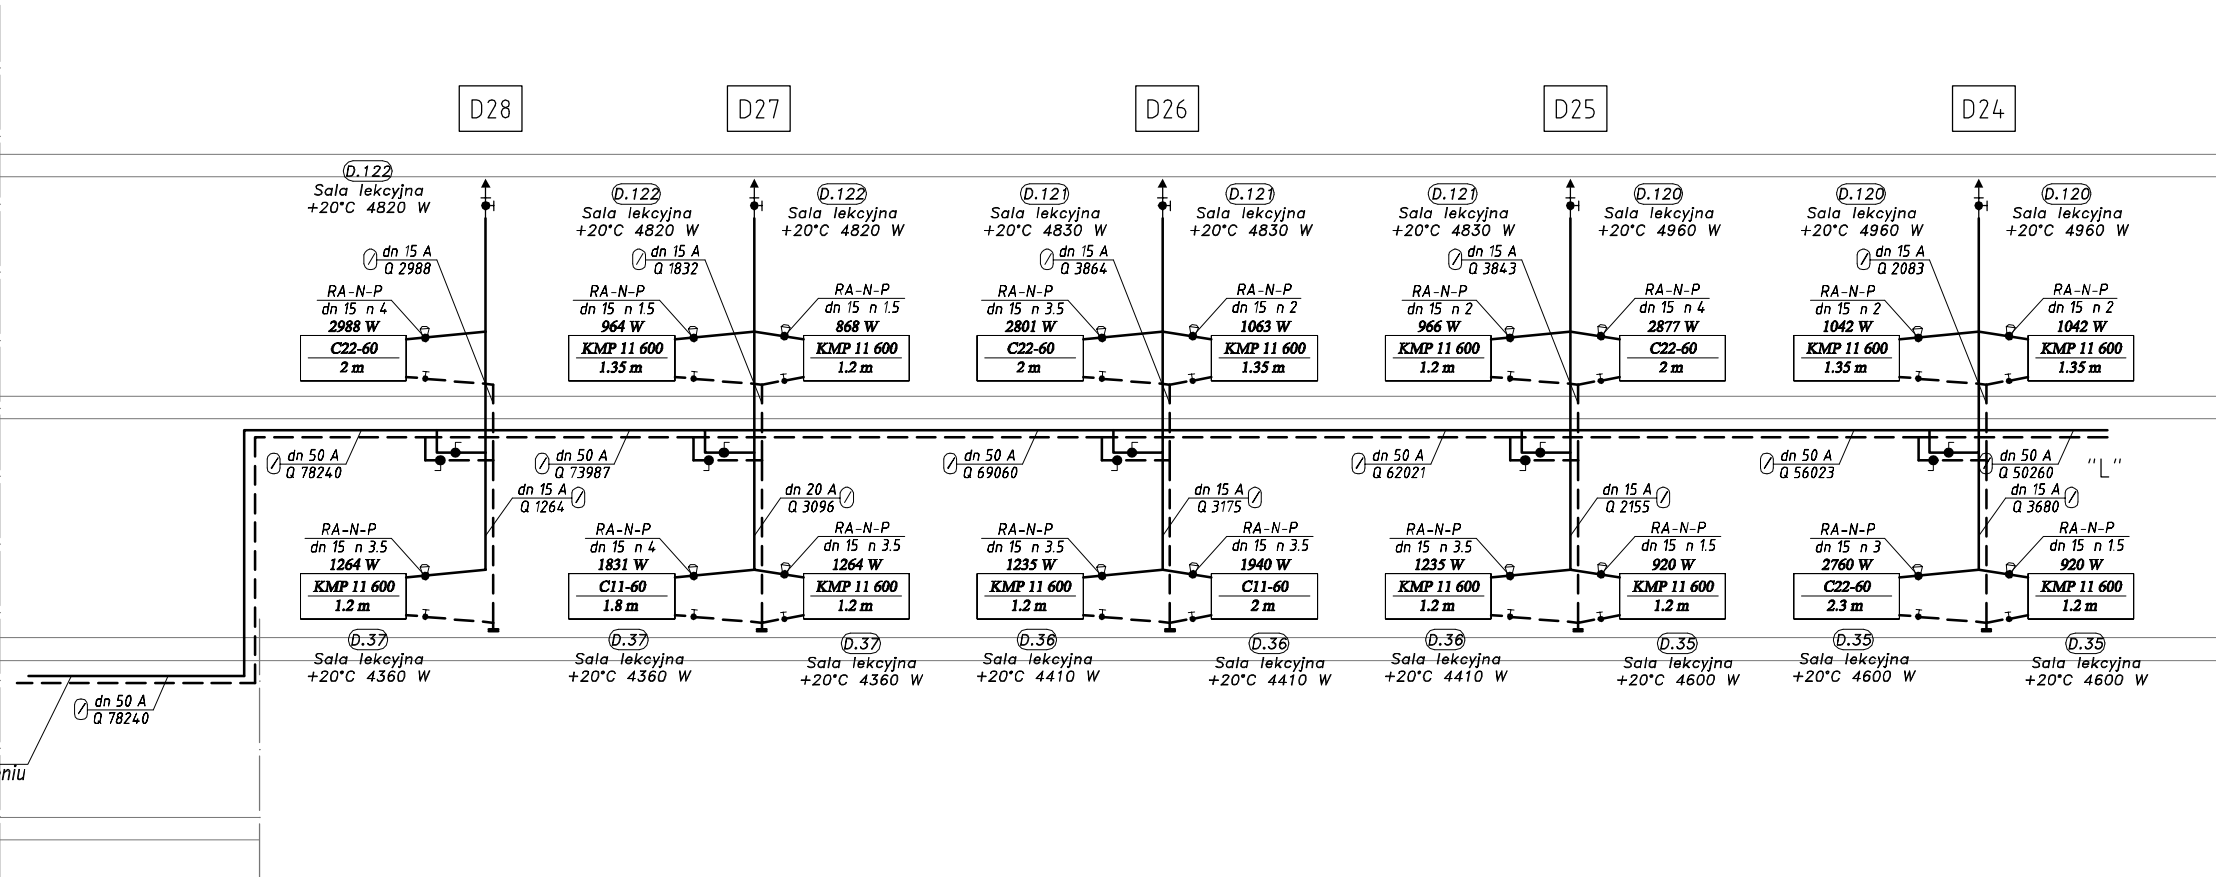 D28
D27
D26
D25
D24
D.122
Sala lekcyjna
+20°C 4820 W
D.122
Sala lekcyjna
+20°C 4820 W
D.122
Sala lekcyjna
+20°C 4820 W
D.121
Sala lekcyjna
+20°C 4830 W
D.121
Sala lekcyjna
+20°C 4830 W
D.121
Sala lekcyjna
+20°C 4830 W
D.120
Sala lekcyjna
+20°C 4960 W
D.120
Sala lekcyjna
+20°C 4960 W
D.120
Sala lekcyjna
+20°C 4960 W
dn 15 A
Q 2988
dn 15 A
Q 1832
dn 15 A
Q 3864
dn 15 A
Q 3843
dn 15 A
Q 2083
RA-N-P
dn 15 n 4
2988 W
C22-60
2 m
RA-N-P
dn 15 n 1.5
964 W
KMP 11 600
1.35 m
RA-N-P
dn 15 n 1.5
868 W
KMP 11 600
1.2 m
RA-N-P
dn 15 n 3.5
2801 W
C22-60
2 m
RA-N-P
dn 15 n 2
1063 W
KMP 11 600
1.35 m
RA-N-P
dn 15 n 2
966 W
KMP 11 600
1.2 m
RA-N-P
dn 15 n 4
2877 W
C22-60
2 m
RA-N-P
dn 15 n 2
1042 W
KMP 11 600
1.35 m
RA-N-P
dn 15 n 2
1042 W
KMP 11 600
1.35 m
dn 50 A
Q 78240
dn 50 A
Q 73987
dn 50 A
Q 69060
dn 50 A
Q 62021
dn 50 A
Q 56023
dn 50 A
Q 50260
"L"
dn 15 A
Q 1264
dn 20 A
Q 3096
dn 15 A
Q 3175
dn 15 A
Q 2155
dn 15 A
Q 3680
RA-N-P
dn 15 n 3.5
1264 W
KMP 11 600
1.2 m
RA-N-P
dn 15 n 4
1831 W
C11-60
1.8 m
RA-N-P
dn 15 n 3.5
1264 W
KMP 11 600
1.2 m
RA-N-P
dn 15 n 3.5
1235 W
KMP 11 600
1.2 m
RA-N-P
dn 15 n 3.5
1940 W
C11-60
2 m
RA-N-P
dn 15 n 3.5
1235 W
KMP 11 600
1.2 m
RA-N-P
dn 15 n 1.5
920 W
KMP 11 600
1.2 m
RA-N-P
dn 15 n 3
2760 W
C22-60
2.3 m
RA-N-P
dn 15 n 1.5
920 W
KMP 11 600
1.2 m
D.37
Sala lekcyjna
+20°C 4360 W
D.37
Sala lekcyjna
+20°C 4360 W
D.37
Sala lekcyjna
+20°C 4360 W
D.36
Sala lekcyjna
+20°C 4410 W
D.36
Sala lekcyjna
+20°C 4410 W
D.36
Sala lekcyjna
+20°C 4410 W
D.35
Sala lekcyjna
+20°C 4600 W
D.35
Sala lekcyjna
+20°C 4600 W
D.35
Sala lekcyjna
+20°C 4600 W
dn 50 A
Q 78240
niu